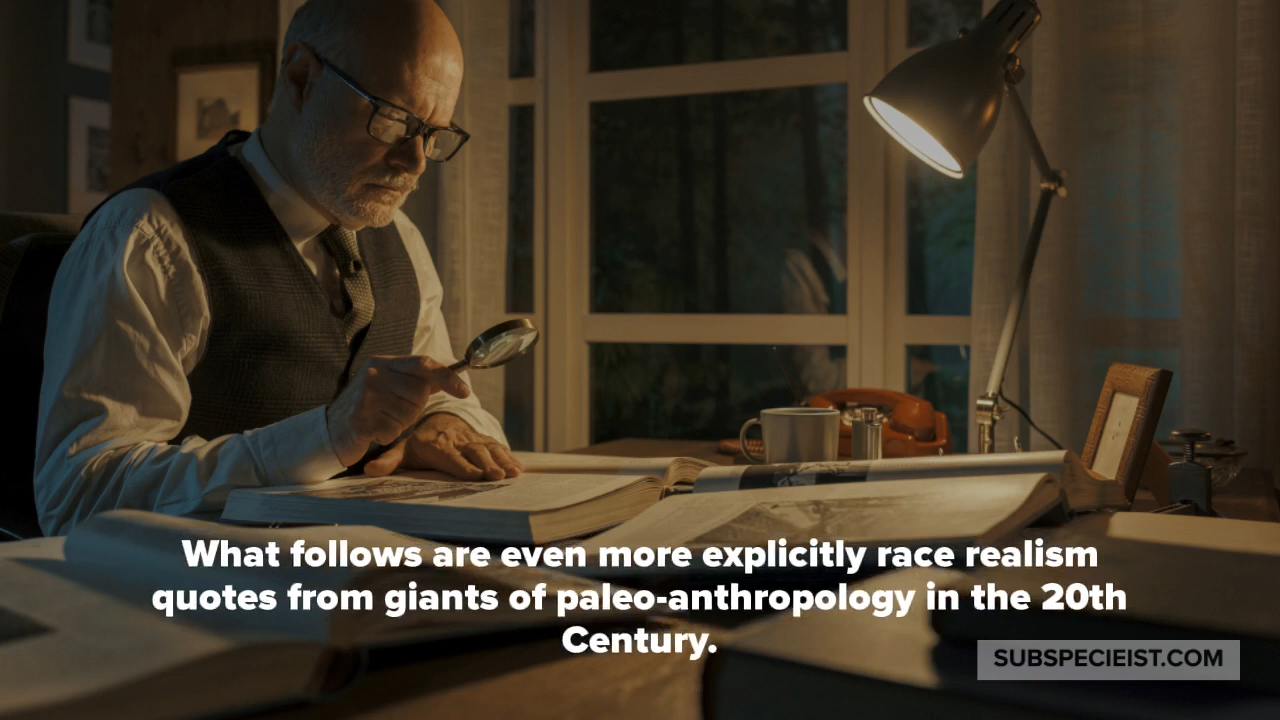 What follows are even more explicitly race realism
quotes from giants of paleo-anthropology in the 20th
Century.
SUBSPECIEIST.COM